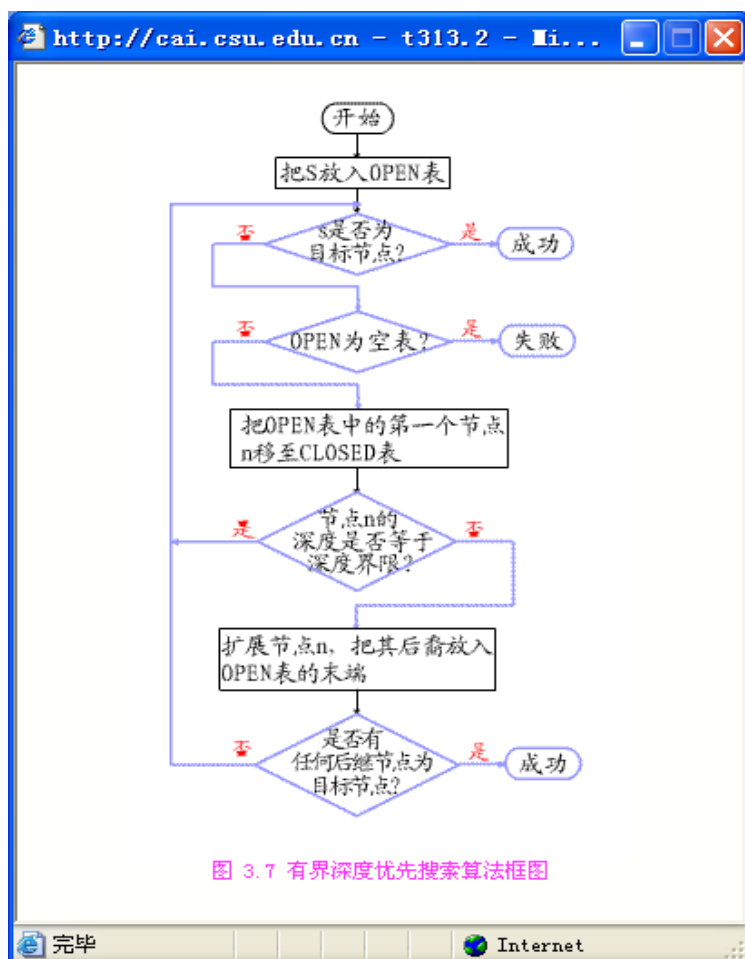 http://cai.csu.edu.cn - t313.2 - Mi...
开始
把S放入OPEN表
s是否为
目标节点?
否
是
成功
OPEN为空表?
否
是
失败
把OPEN表中的第一个节点
n移至CLOSED表
节点n的
深度是否等于
深度界限?
是
否
扩展节点n，把其后裔放入
OPEN表的末端
是否有
任何后继节点为
目标节点?
否
是
成功
图 3.7 有界深度优先搜索算法框图
完毕
Internet